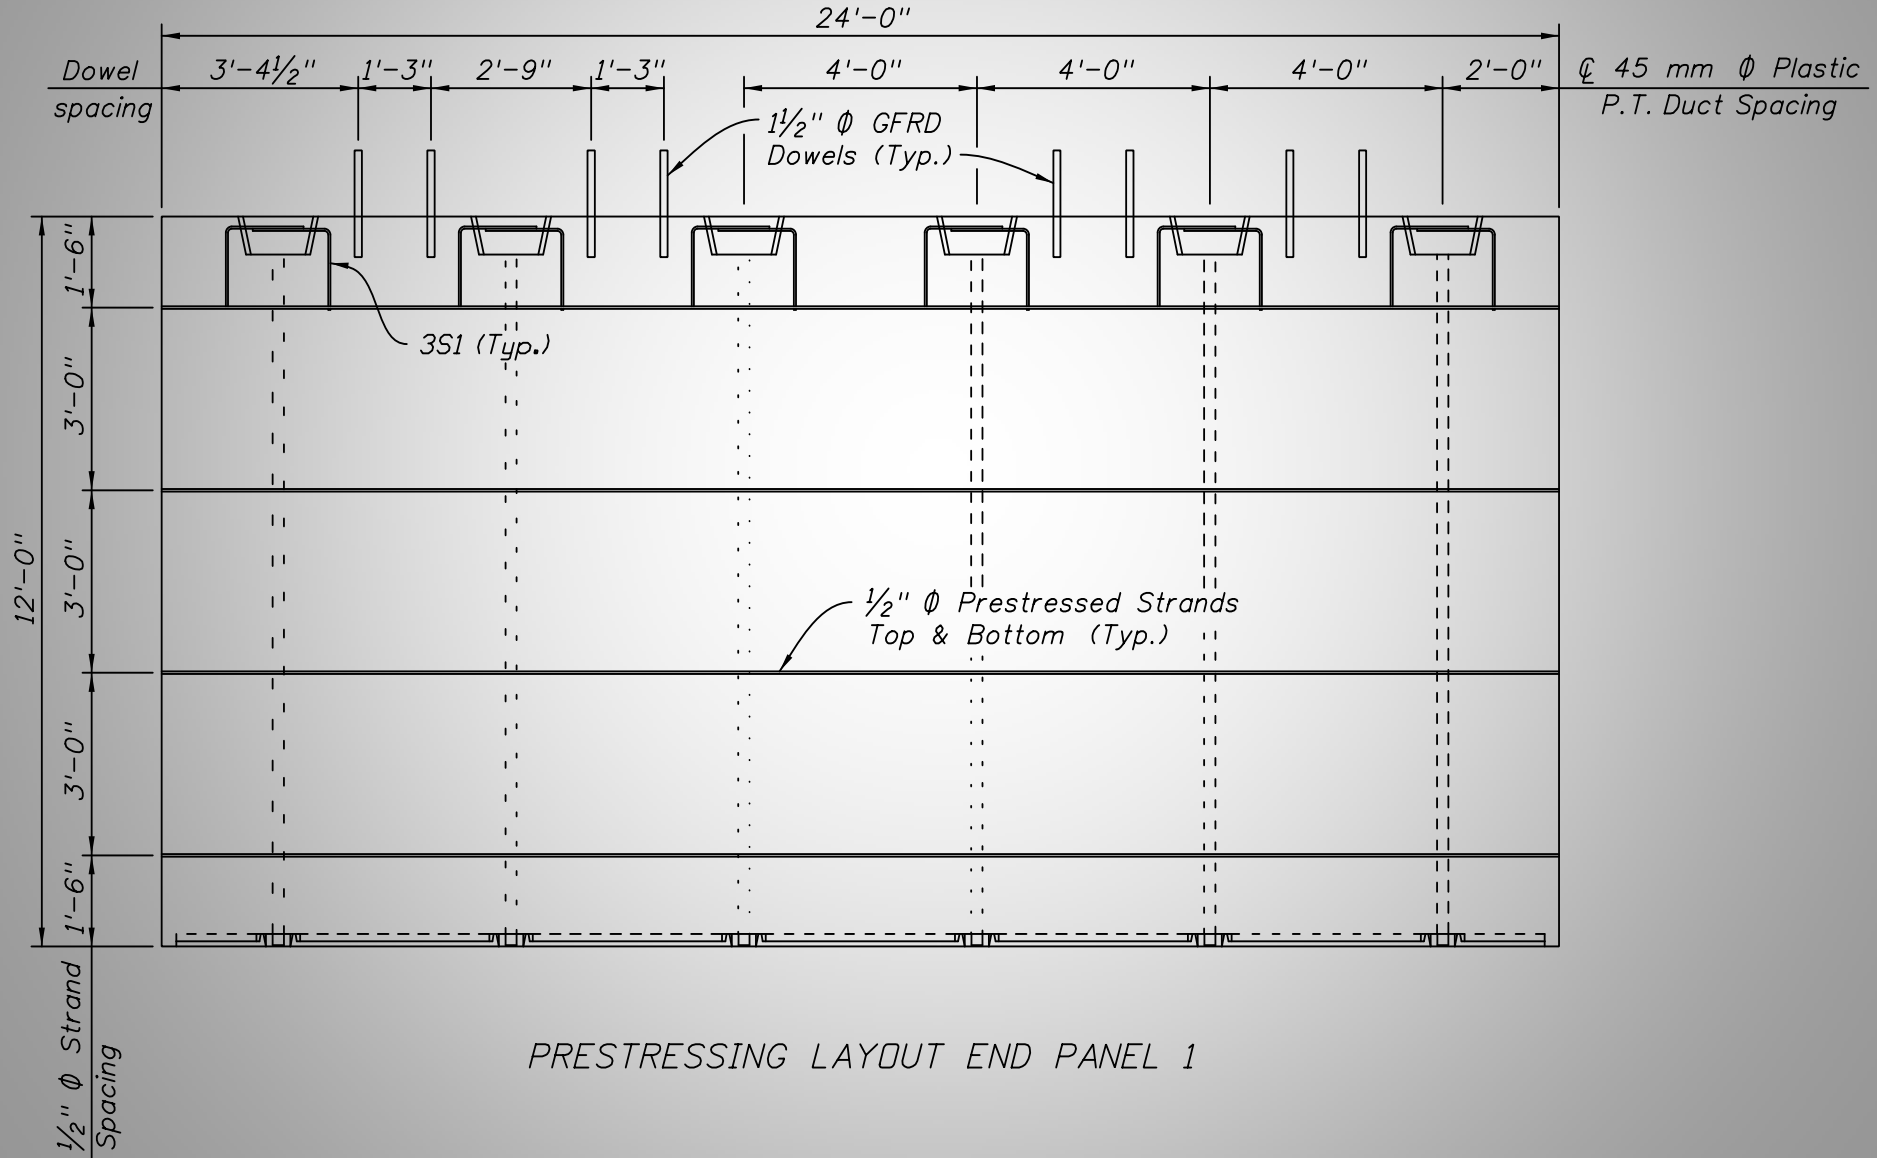 24'-0"
Dowel
spacing
3'-4½"
1'-3"
2'-9"
1'-3"
4'-0"
4'-0"
4'-0"
2'-0"
℄ 45 mm ϕ Plastic
P.T. Duct Spacing
1½" ϕ GFRD
Dowels (Typ.)
1'-6"
3S1 (Typ.)
3'-0"
12'-0"
3'-0"
½" ϕ Prestressed Strands
Top & Bottom (Typ.)
3'-0"
1'-6"
½" ϕ Strand
Spacing
PRESTRESSING LAYOUT END PANEL 1